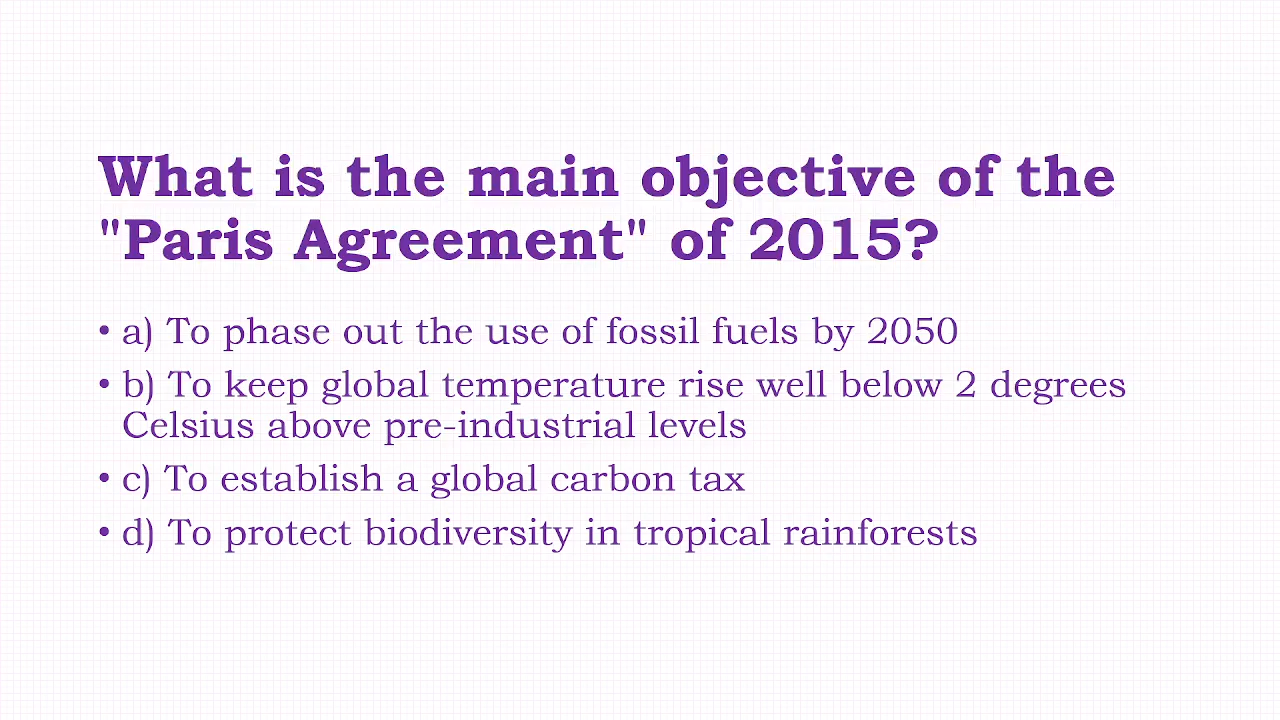 What is the main objective of the
"Paris Agreement" of 2015?
• a) To phase out the use of fossil fuels by 2050
• b) To keep global temperature rise well below 2 degrees
Celsius above pre-industrial levels
• c) To establish a global carbon tax
• d) To protect biodiversity in tropical rainforests